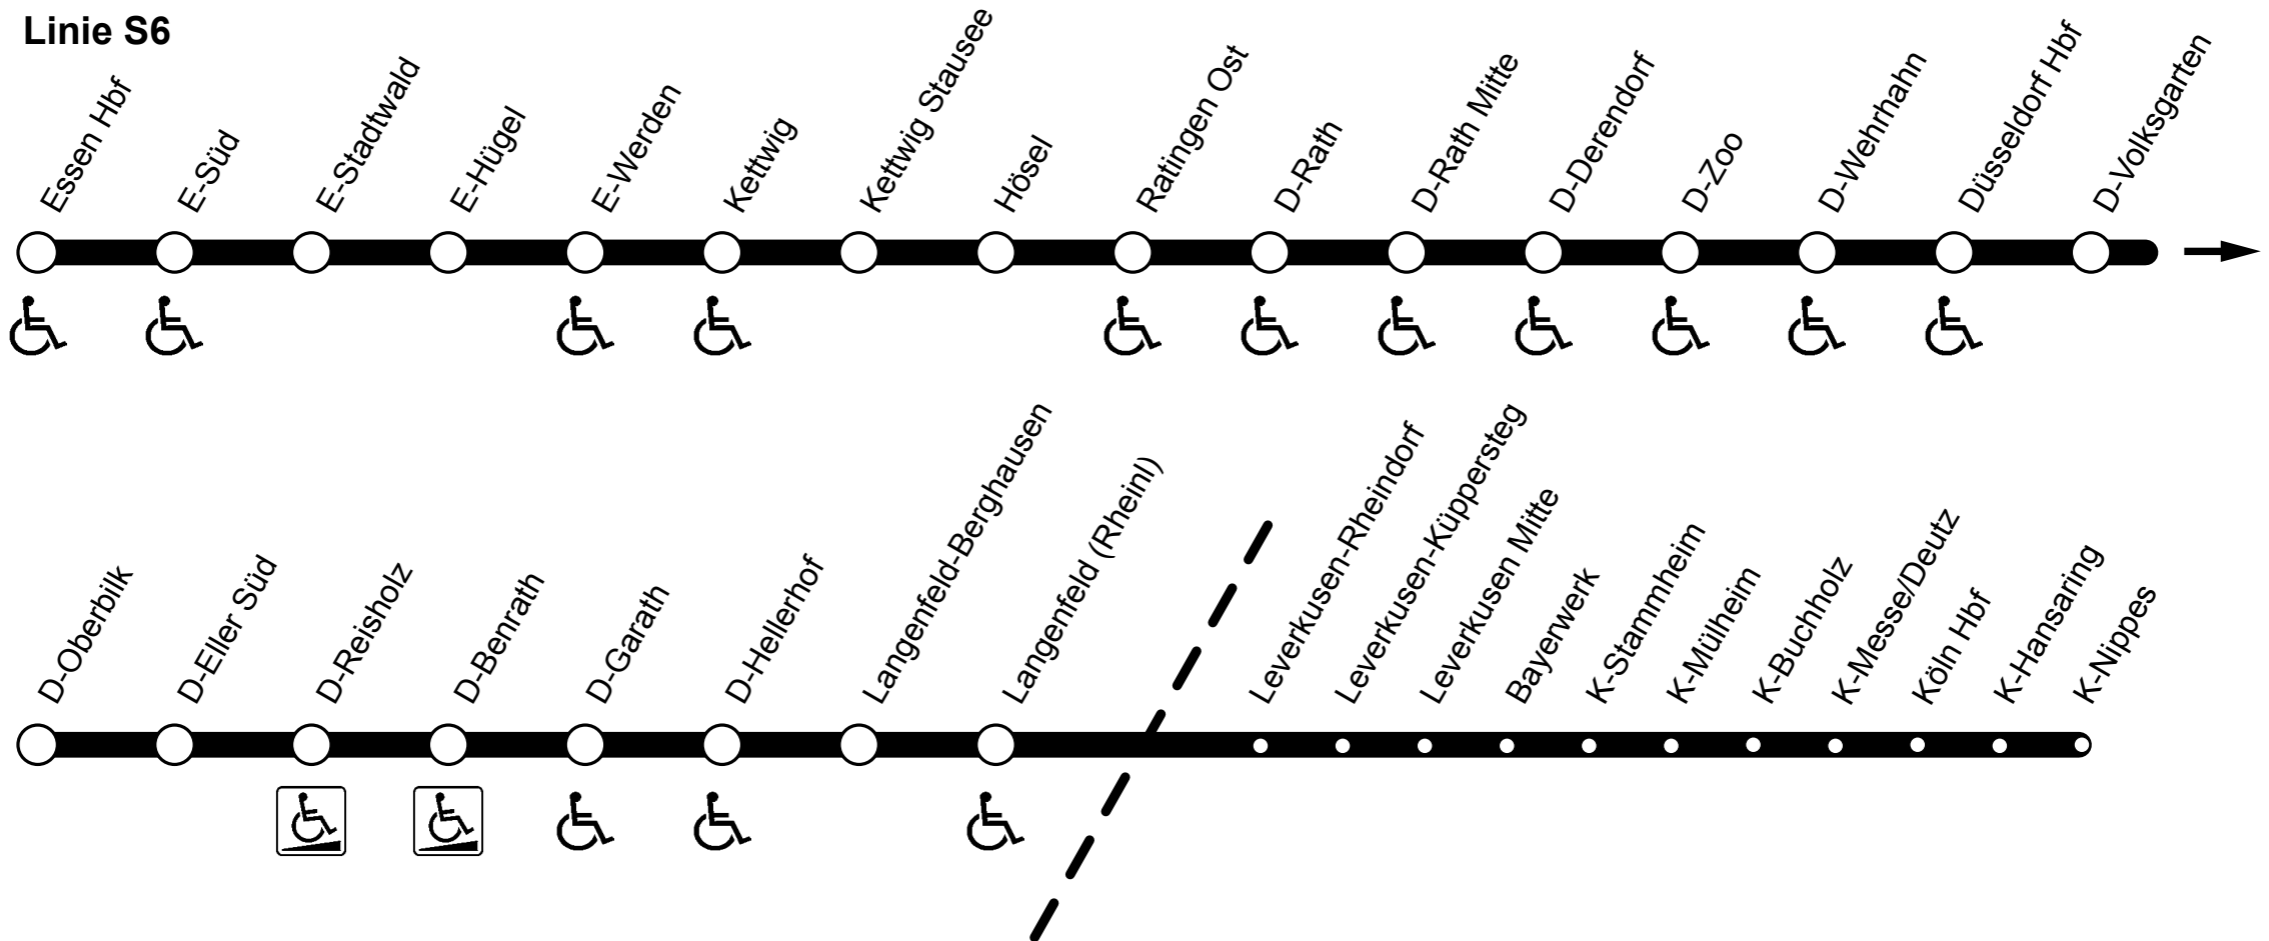 Linie S6
Essen Hbf
E-Süd
E-Stadtwald
E-Hügel
E-Werden
Kettwig
Kettwig Stausee
Hösel
Ratingen Ost
D-Rath
D-Rath Mitte
D-Derendorf
D-Zoo
D-Wehrhahn
Düsseldorf Hbf
D-Volksgarten
D-Oberbilk
D-Eller Süd
D-Reisholz
D-Benrath
D-Garath
D-Hellerhof
Langenfeld-Berghausen
Langenfeld (Rheinl)
Leverkusen-Rheindorf
Leverkusen-Küppersteg
Leverkusen Mitte
Bayerwerk
K-Stammheim
K-Mülheim
K-Buchholz
K-Messe/Deutz
Köln Hbf
K-Hansaring
K-Nippes